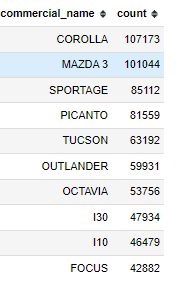 commercial_name count
COROLLA 107173
MAZDA 3 101044
SPORTAGE 85112
PICANTO 81559
TUCSON 63192
OUTLANDER 59931
OCTAVIA 53756
I30 47934
I10 46479
FOCUS 42882